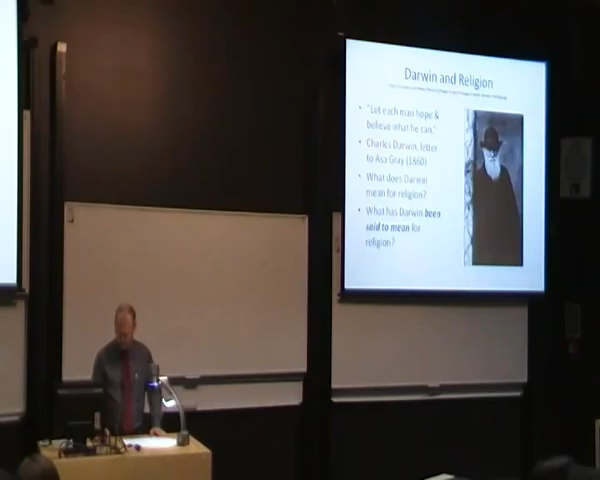 Darwin and Religion
• "Let each man hope &
believe what he can."
• Charles Darwin, letter
to Asa Gray (1860)
• What does Darwin
mean for religion?
• What has Darwin been
said to mean for
religion?